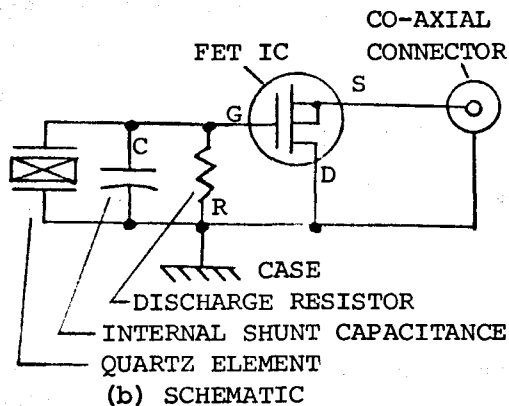 CO-AXIAL
CONNECTOR
FET IC
S
G
C
D
R
CASE
DISCHARGE RESISTOR
INTERNAL SHUNT CAPACITANCE
QUARTZ ELEMENT
(b) SCHEMATIC